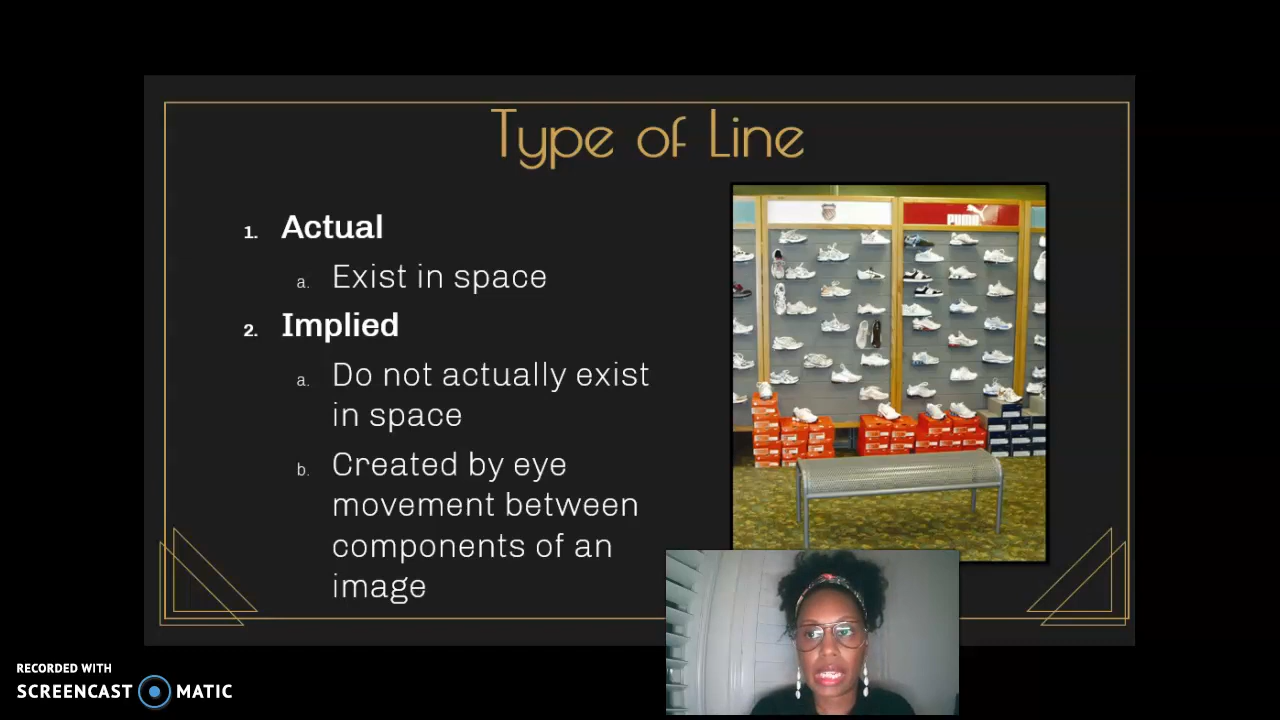 Type of Line
1. Actual
a. Exist in space
2. Implied
a. Do not actually exist
in space
b. Created by eye
movement between
components of an
image
PUMA
RECORDED WITH
SCREENCAST MATIC